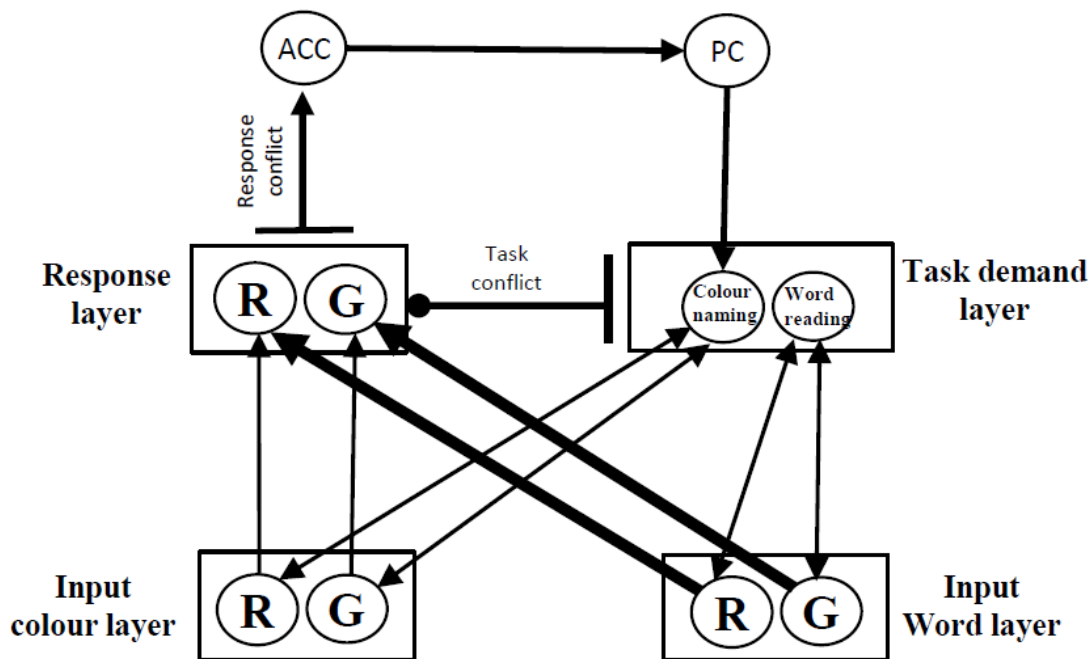 ACC
PC
Response
conflict
Response
layer
R
G
Task
conflict
Colour
naming
Word
reading
Task demand
layer
Input
colour layer
R
G
R
G
Input
Word layer